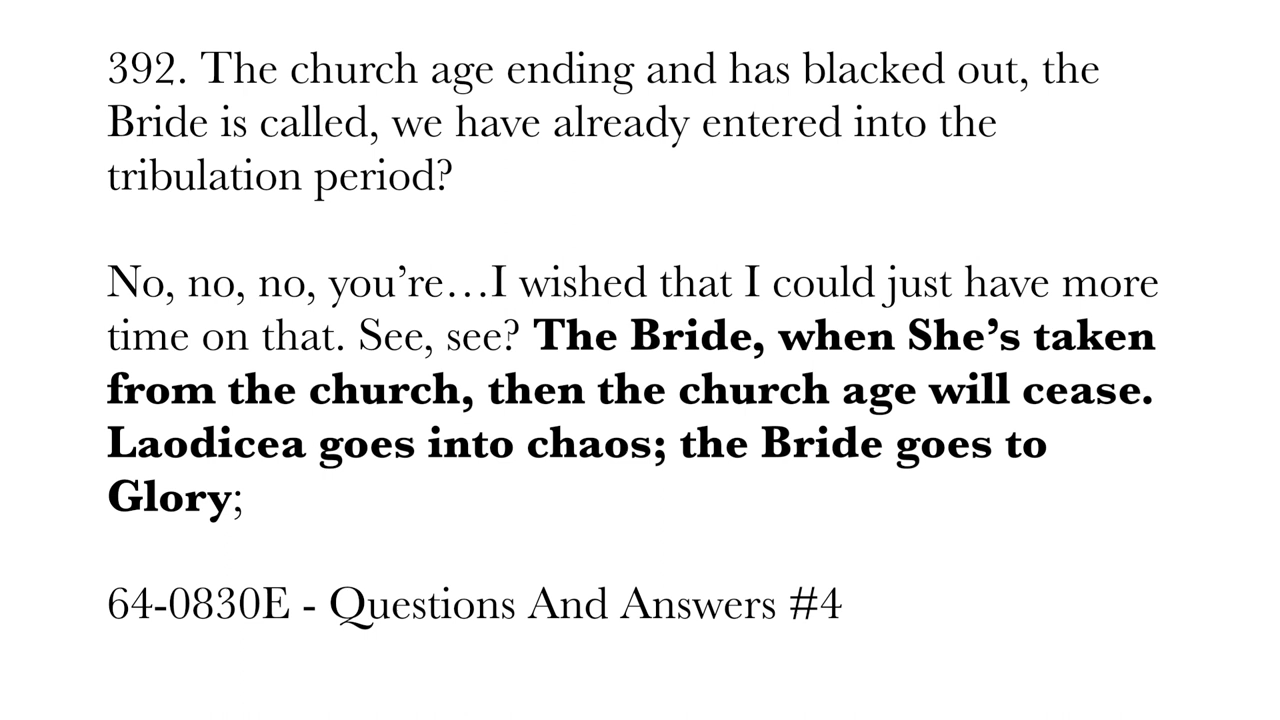 392. The church age ending and has blacked out, the
Bride is called, we have already entered into the
tribulation period?
No, no, no, you’re…I wished that I could just have more
time on that. See, see? The Bride, when She’s taken
from the church, then the church age will cease.
Laodicea goes into chaos; the Bride goes to
Glory;
64-0830E - Questions And Answers #4